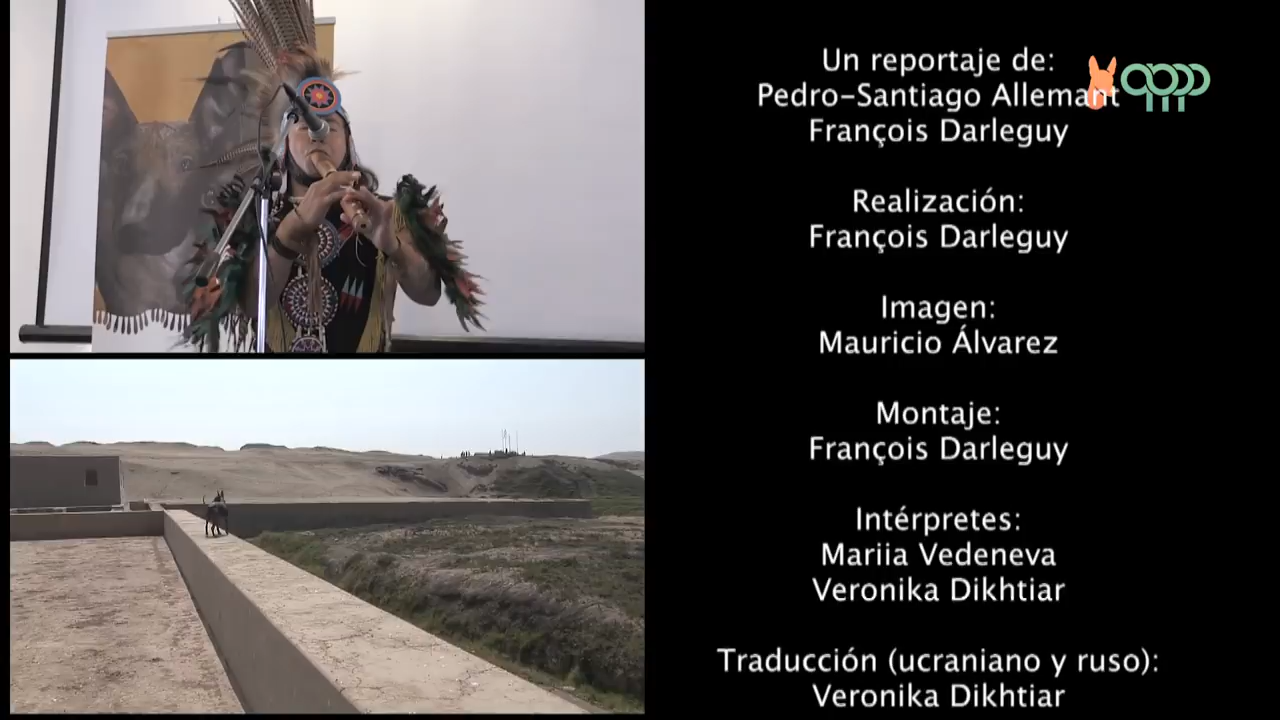 Un reportaje de:
Pedro-Santiago Allemant
François Darleguy
Realización:
François Darleguy
Imagen:
Mauricio Álvarez
Montaje:
François Darleguy
Intérpretes:
Mariia Vedeneva
Veronika Dikhtiar
Traducción (ucraniano y ruso):
Veronika Dikhtiar